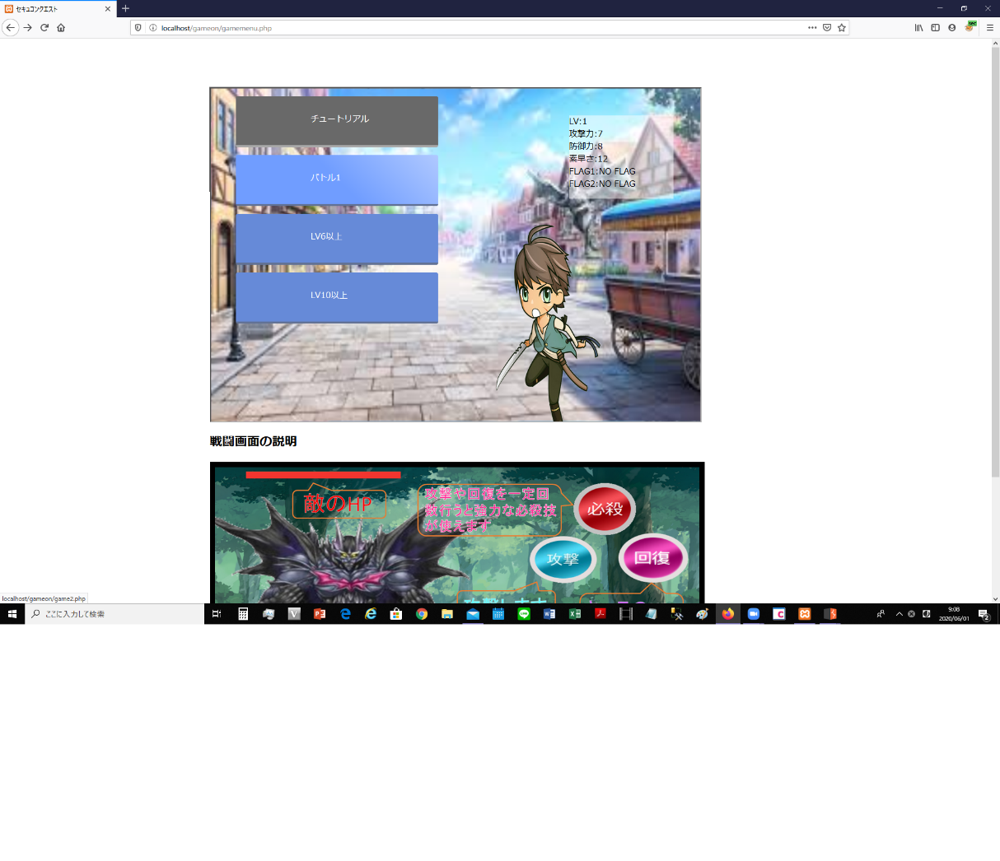 セキュコンクエスト
localhost/gameon/gamemenu.php
チュートリアル
バトル1
LV6以上
LV10以上
LV:1
攻撃力:7
防御力:8
素早さ:12
FLAG1:NO FLAG
FLAG2:NO FLAG
戦闘画面の説明
敵のHP
攻撃や回復を一定回
数行うと強力な必殺技
が使えます
必殺
攻撃
回復
localhost/gameon/game2.php
ここに入力して検索
9:08
2020/06/01
2